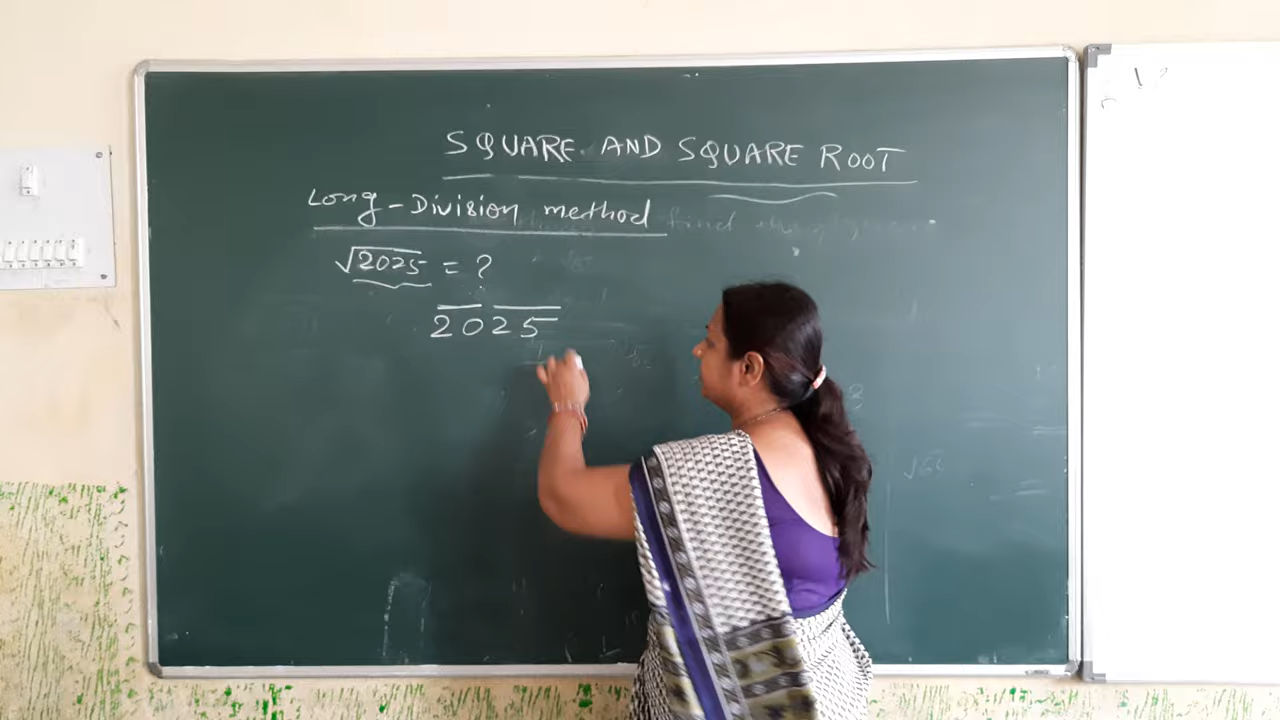 SQUARE AND SQUARE ROOT
Long-Division method
√2025 = ?
2025